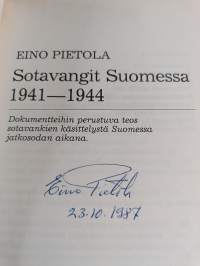 EINO PIETOLA
Sotavangit Suomessa
1941—1944
Dokumentteihin perustuva teos
sotavankien käsittelystä Suomessa
jatkosodan aikana.
Eino Pietola
23.10.1987